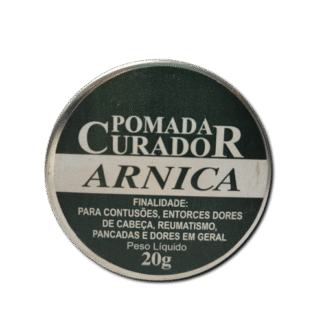 POMADA
CURADOR
ARNICA
FINALIDADE:
PARA CONTUSÕES, ENTORCES DORES
DE CABEÇA, REUMATISMO,
PANCADAS E DORES EM GERAL
Peso Líquido
20g